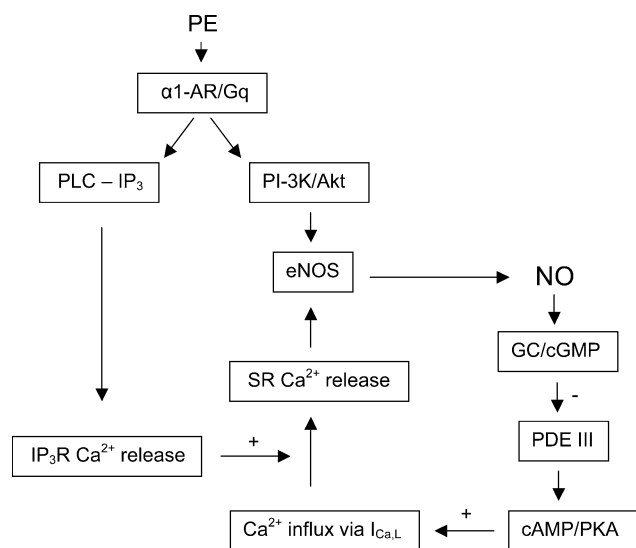 PE
α1-AR/Gq
PLC – IP₃
PI-3K/Akt
eNOS
NO
GC/cGMP
SR Ca²⁺ release
-
PDE III
IP₃R Ca²⁺ release
+
Ca²⁺ influx via I_Ca,L
+
cAMP/PKA